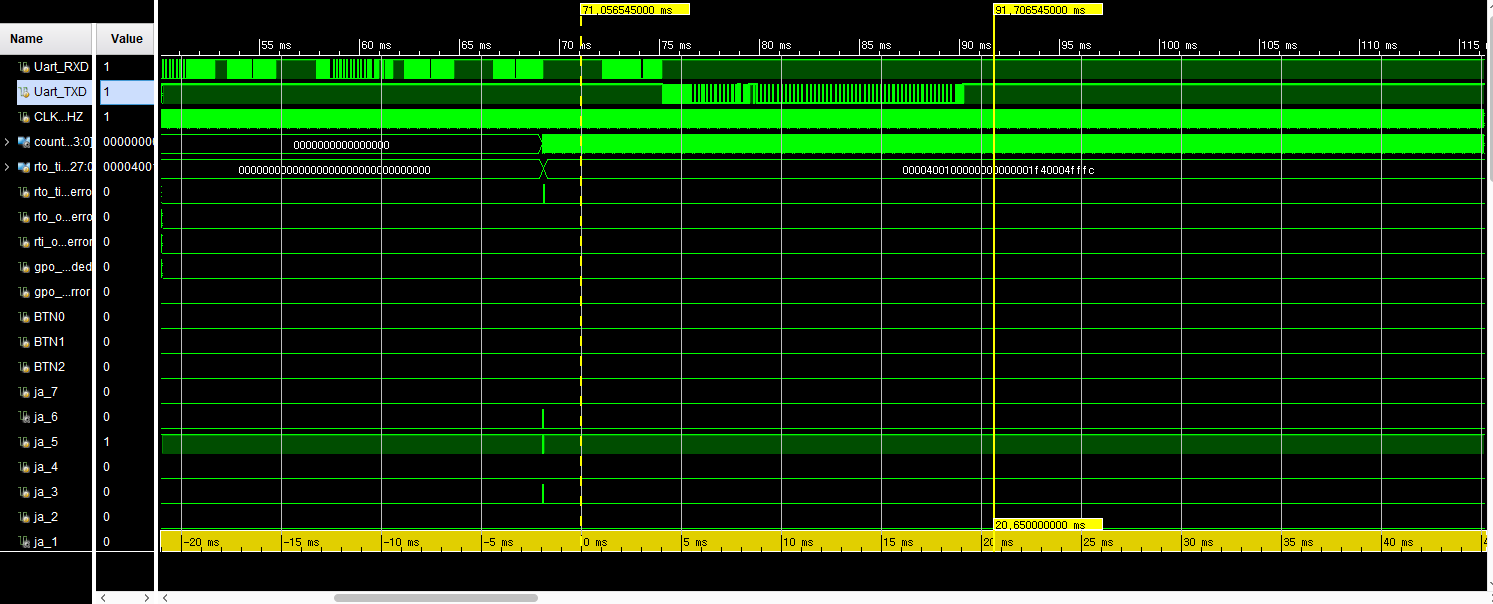 71,056545000 ms
91,706545000 ms
Name
Value
55 ms
60 ms
65 ms
70 ms
75 ms
80 ms
85 ms
90 ms
95 ms
100 ms
105 ms
110 ms
115
Uart_RXD
1
Uart_TXD
1
CLK...HZ
1
count...3:0]
00000000
0000000000000000
rto_ti...27:0
00004001
00000000000000000000000000000000
00004001000000000001f40004fffc
rto_ti...erro
0
rto_o...erro
0
rti_o...error
0
gpo_...ded
0
gpo_...rror
0
BTN0
0
BTN1
0
BTN2
0
ja_7
0
ja_6
0
ja_5
1
ja_4
0
ja_3
0
ja_2
0
20,650000000 ms
ja_1
0
-20 ms
-15 ms
-10 ms
-5 ms
0 ms
5 ms
10 ms
15 ms
20 ms
25 ms
30 ms
35 ms
40 ms